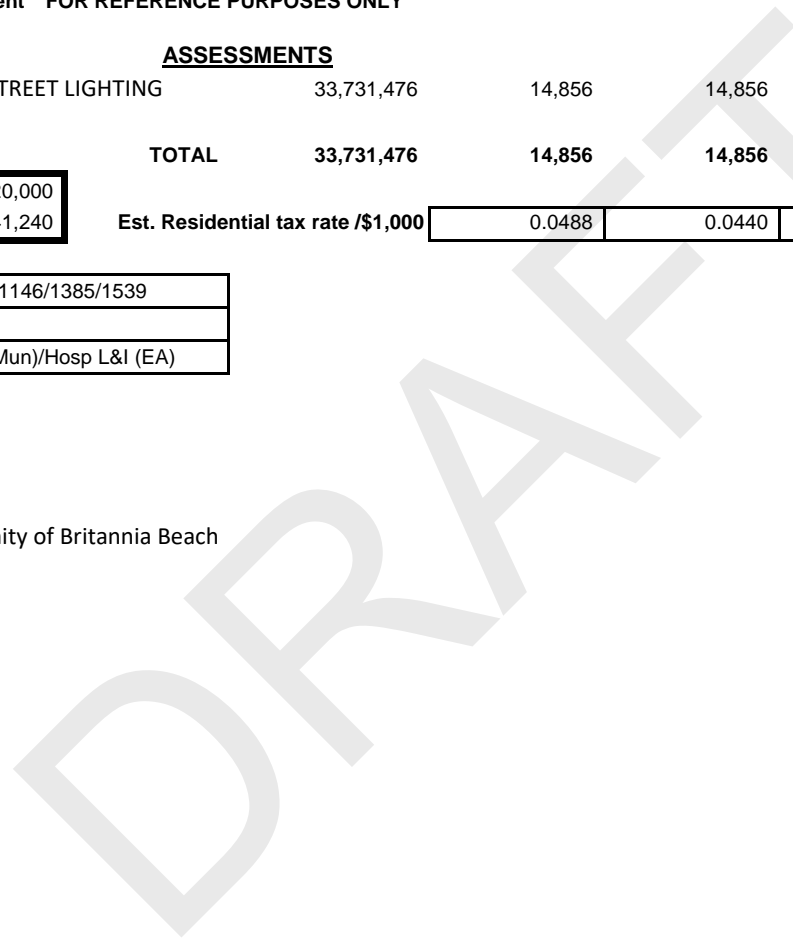 FOR REFERENCE PURPOSES ONLY
ASSESSMENTS
STREET LIGHTING 33,731,476 14,856 14,856
TOTAL 33,731,476 14,856 14,856
0,000
1,240 Est. Residential tax rate /$1,000 0.0488 0.0440
1146/1385/1539
Mun)/Hosp L&I (EA)
of Britannia Beach
DRAFT